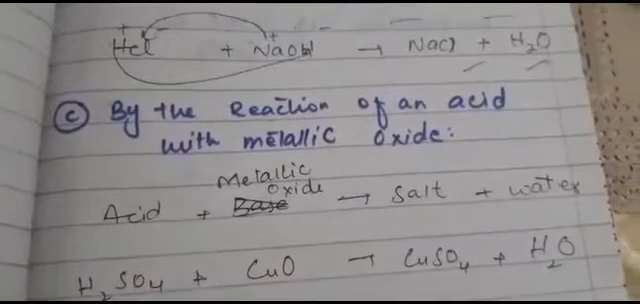 HCl + NaOH → NaCl + H₂O
(c) By the Reaction of an acid
with metallic oxide:
Metallic
oxide
Acid + Base → Salt + water
H₂SO₄ + CuO → CuSO₄ + H₂O